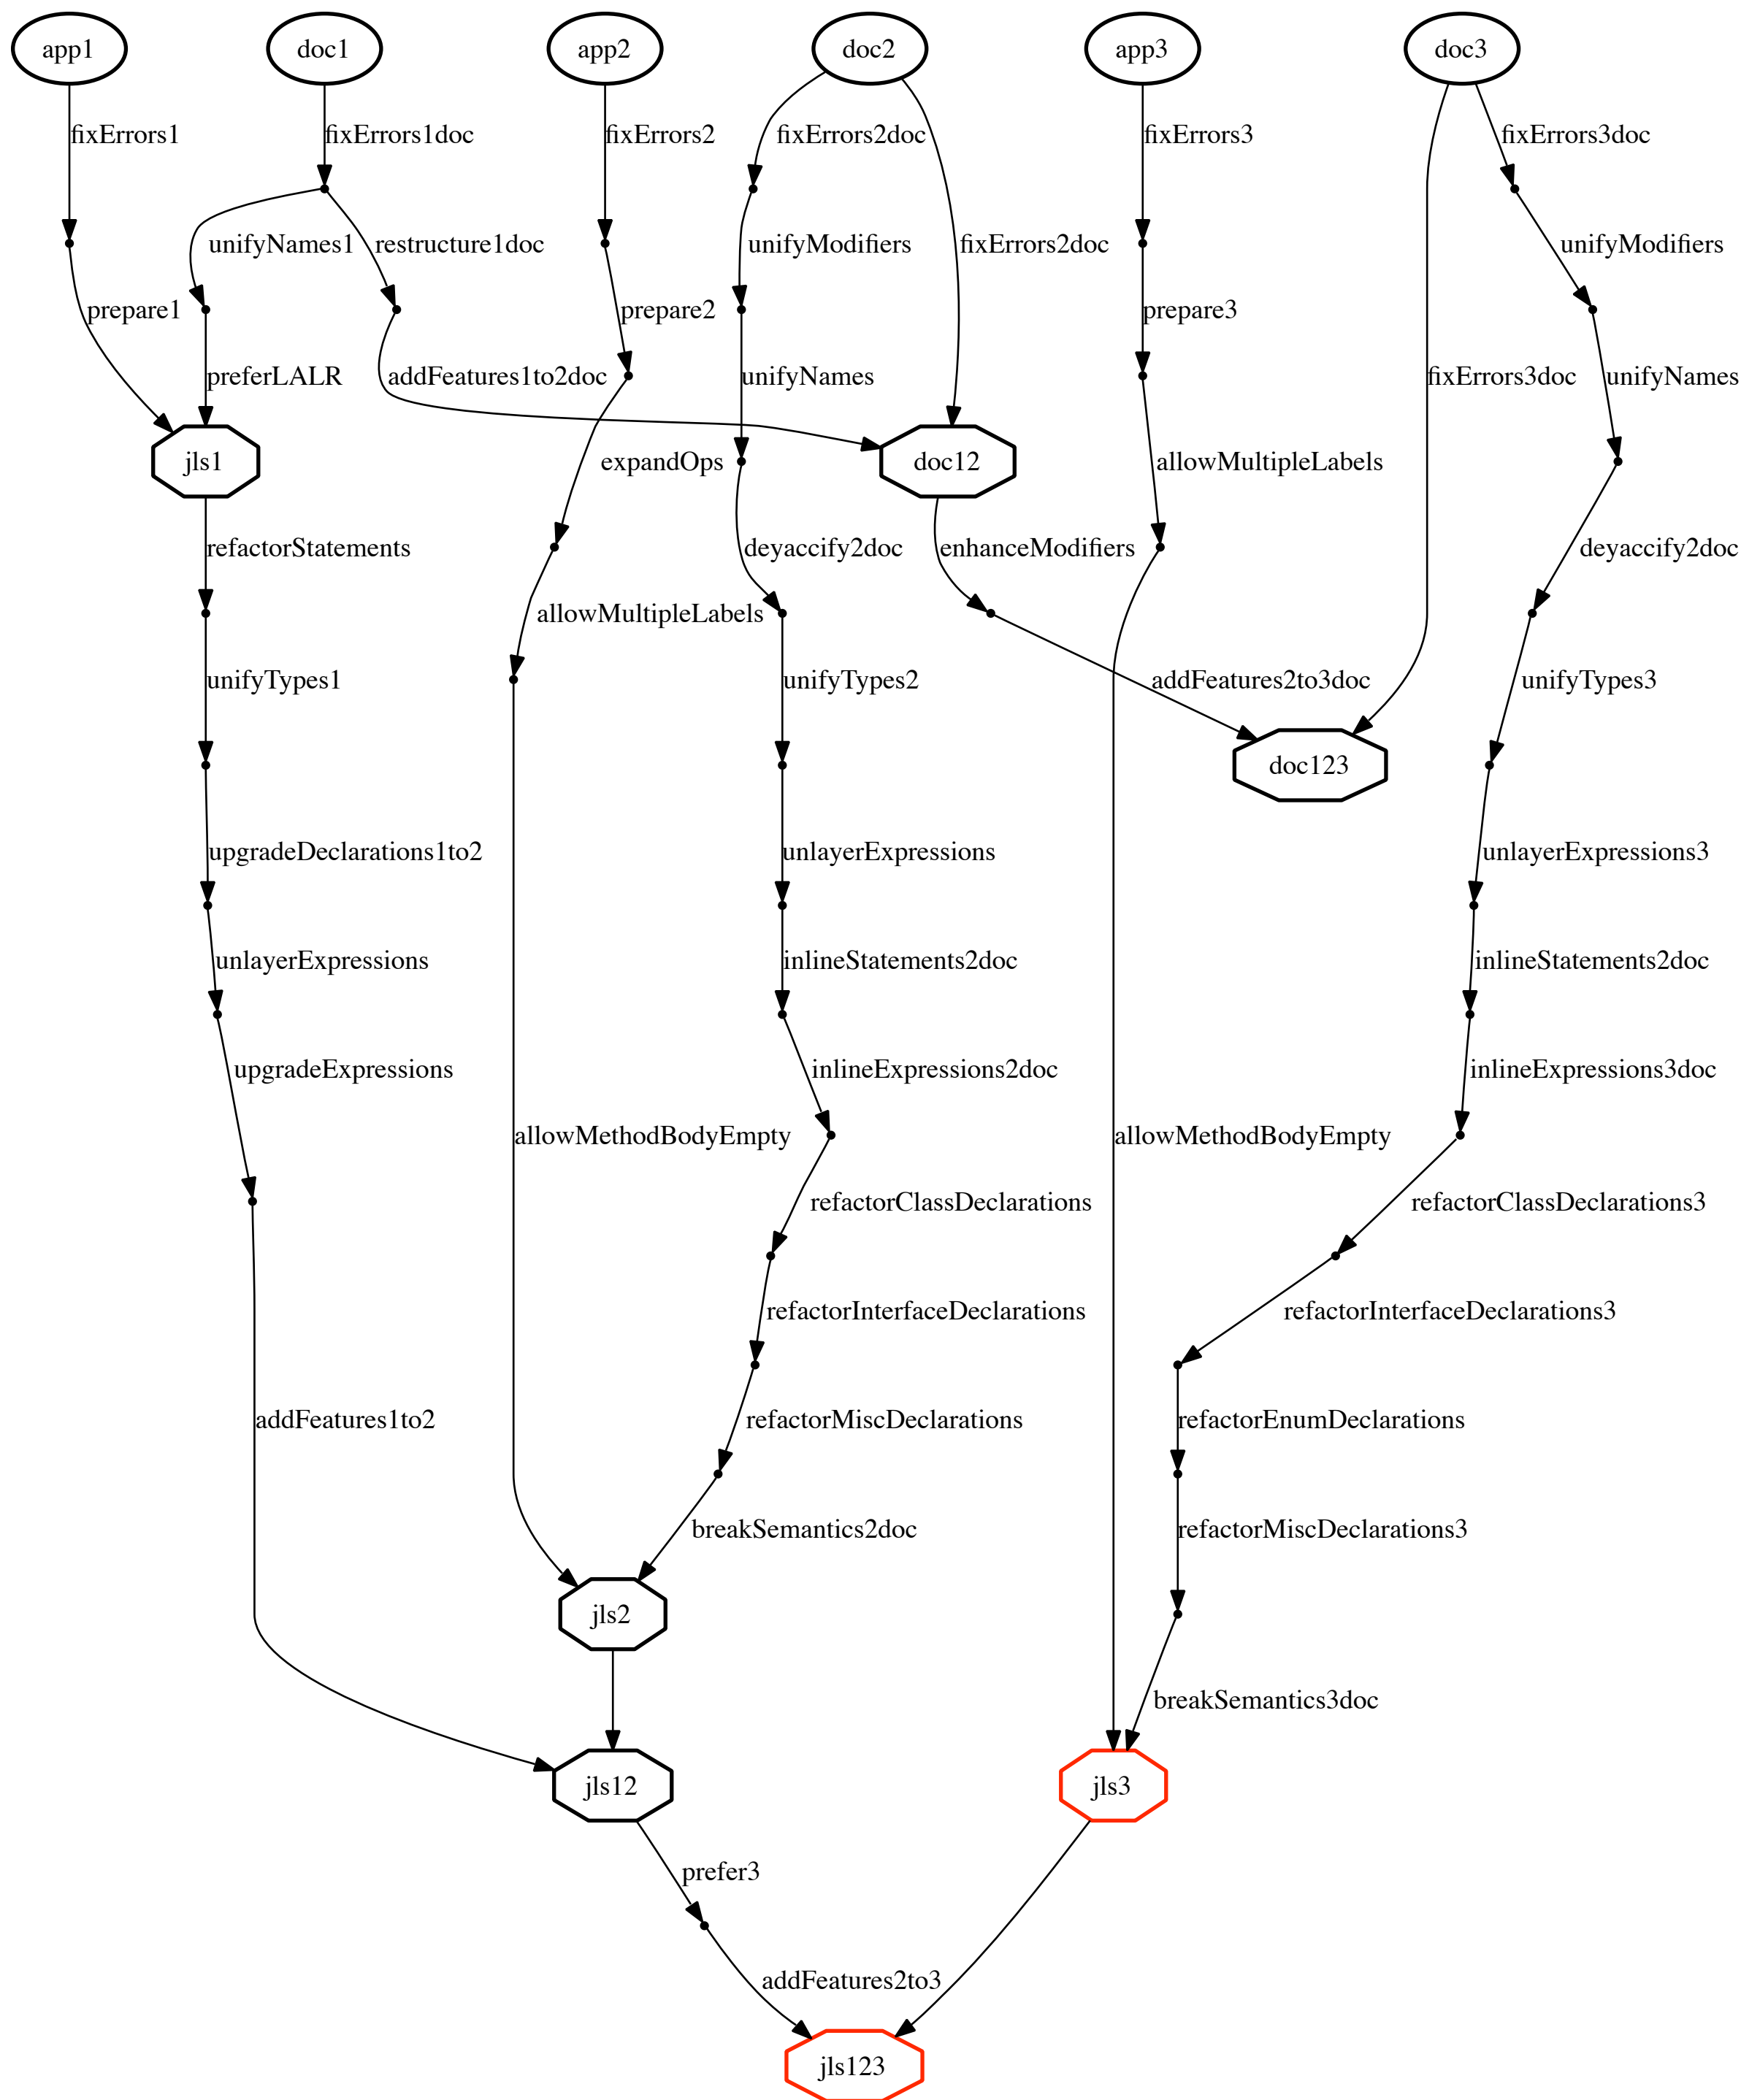 app1
doc1
app2
doc2
app3
doc3
fixErrors1
fixErrors1doc
fixErrors2
fixErrors2doc
fixErrors3
fixErrors3doc
unifyNames1
restructure1doc
unifyModifiers
fixErrors2doc
unifyModifiers
prepare1
prepare2
prepare3
preferLALR
addFeatures1to2doc
unifyNames
fixErrors3doc
unifyNames
jls1
expandOps
doc12
allowMultipleLabels
refactorStatements
deyaccify2doc
enhanceModifiers
deyaccify2doc
allowMultipleLabels
unifyTypes1
unifyTypes2
addFeatures2to3doc
unifyTypes3
doc123
upgradeDeclarations1to2
unlayerExpressions
unlayerExpressions3
unlayerExpressions
inlineStatements2doc
inlineStatements2doc
upgradeExpressions
inlineExpressions2doc
inlineExpressions3doc
allowMethodBodyEmpty
allowMethodBodyEmpty
refactorClassDeclarations
refactorClassDeclarations3
refactorInterfaceDeclarations
refactorInterfaceDeclarations3
addFeatures1to2
refactorMiscDeclarations
refactorEnumDeclarations
breakSemantics2doc
refactorMiscDeclarations3
jls2
breakSemantics3doc
jls12
jls3
prefer3
addFeatures2to3
jls123